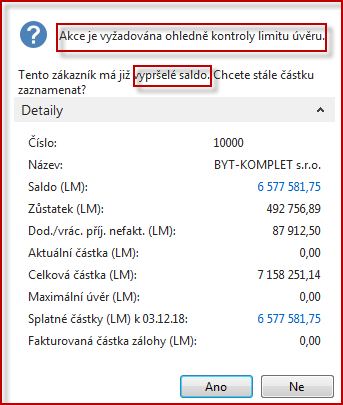 Akce je vyžadována ohledně kontroly limitu úvěru.
Tento zákazník má již vypršelé saldo. Chcete stále částku
zaznamenat?
Detaily
Číslo: 10000
Název: BYT-KOMPLET s.r.o.
Saldo (LM): 6 577 581,75
Zůstatek (LM): 492 756,89
Dod./vrác. příj. nefakt. (LM): 87 912,50
Aktuální částka (LM): 0,00
Celková částka (LM): 7 158 251,14
Maximální úvěr (LM): 0,00
Splatné částky (LM) k 03.12.18: 6 577 581,75
Fakturovaná částka zálohy (LM): 0,00
Ano Ne